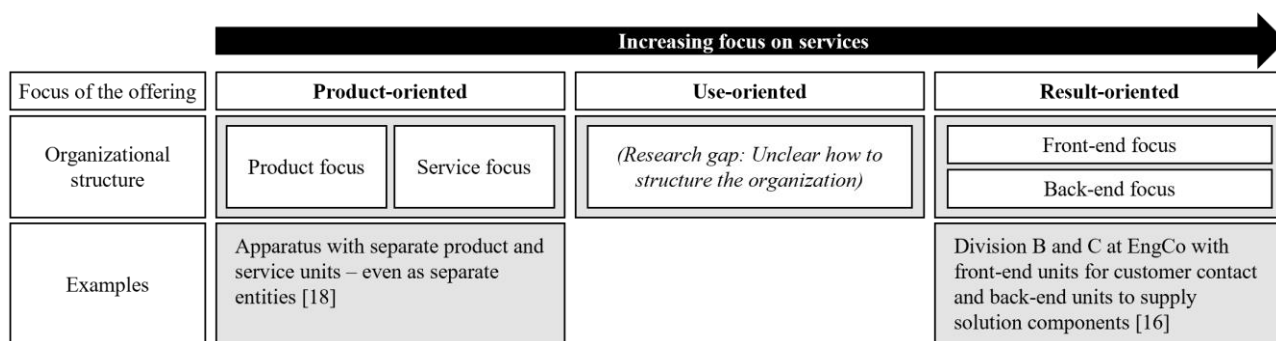 Increasing focus on services
Focus of the offering
Product-oriented
Use-oriented
Result-oriented
Organizational
structure
Product focus
Service focus
(Research gap: Unclear how to
structure the organization)
Front-end focus
Back-end focus
Examples
Apparatus with separate product and
service units – even as separate
entities [18]
Division B and C at EngCo with
front-end units for customer contact
and back-end units to supply
solution components [16]